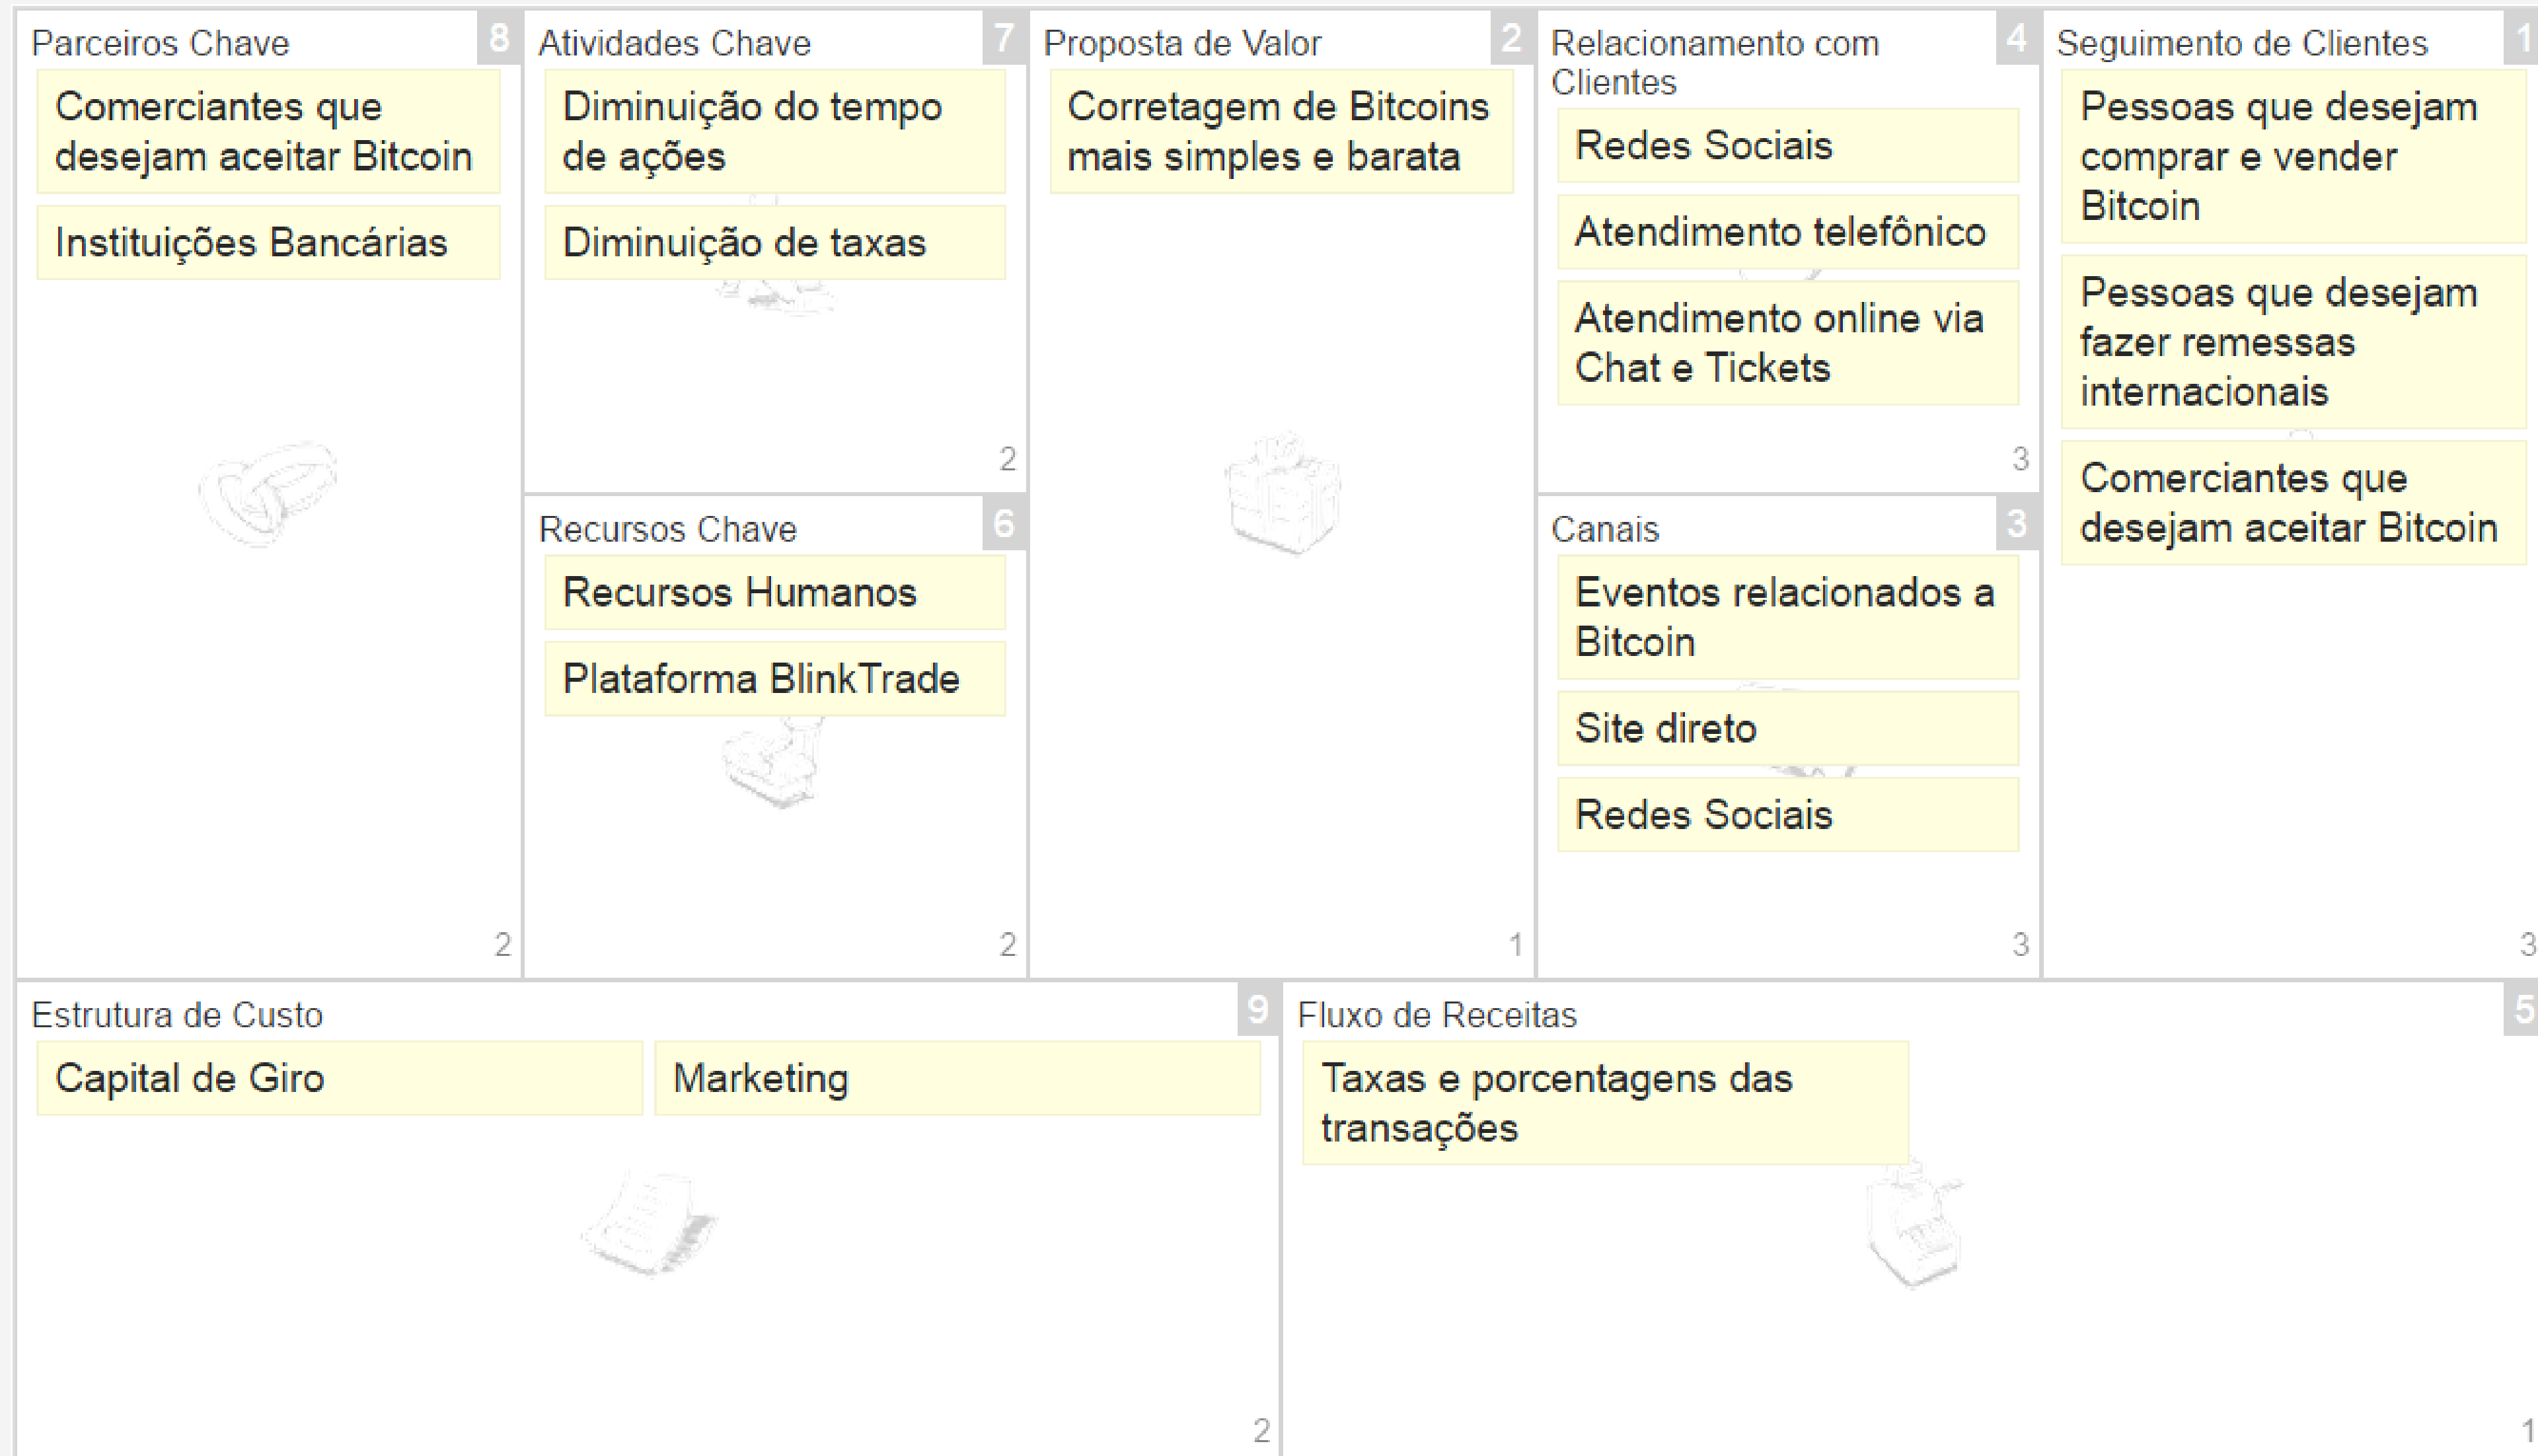 Parceiros Chave
8
Comerciantes que
desejam aceitar Bitcoin
Instituições Bancárias
2
Atividades Chave
7
Diminuição do tempo
de ações
Diminuição de taxas
2
Recursos Chave
6
Recursos Humanos
Plataforma BlinkTrade
2
Proposta de Valor
2
Corretagem de Bitcoins
mais simples e barata
1
Relacionamento com
Clientes
4
Redes Sociais
Atendimento telefônico
Atendimento online via
Chat e Tickets
3
Canais
3
Eventos relacionados a
Bitcoin
Site direto
Redes Sociais
3
Seguimento de Clientes
1
Pessoas que desejam
comprar e vender
Bitcoin
Pessoas que desejam
fazer remessas
internacionais
Comerciantes que
desejam aceitar Bitcoin
3
Estrutura de Custo
9
Capital de Giro
Marketing
2
Fluxo de Receitas
5
Taxas e porcentagens das
transações
1